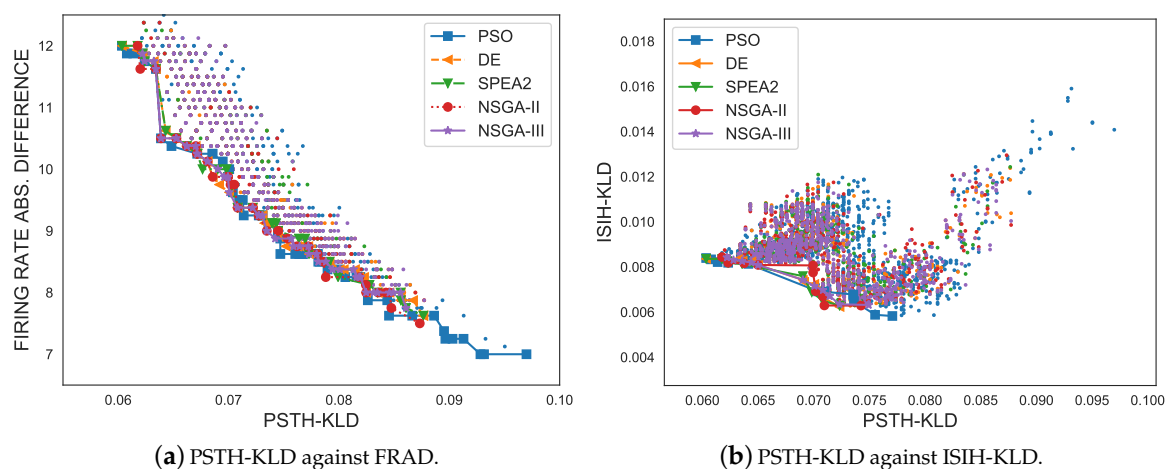 FIRING RATE ABS. DIFFERENCE
12
11
10
9
8
7
0.06 0.07 0.08 0.09 0.10
PSTH-KLD
PSO
DE
SPEA2
NSGA-II
NSGA-III
(a) PSTH-KLD against FRAD.
ISIH-KLD
0.018
0.016
0.014
0.012
0.010
0.008
0.006
0.004
0.060 0.065 0.070 0.075 0.080 0.085 0.090 0.095 0.100
PSTH-KLD
PSO
DE
SPEA2
NSGA-II
NSGA-III
(b) PSTH-KLD against ISIH-KLD.